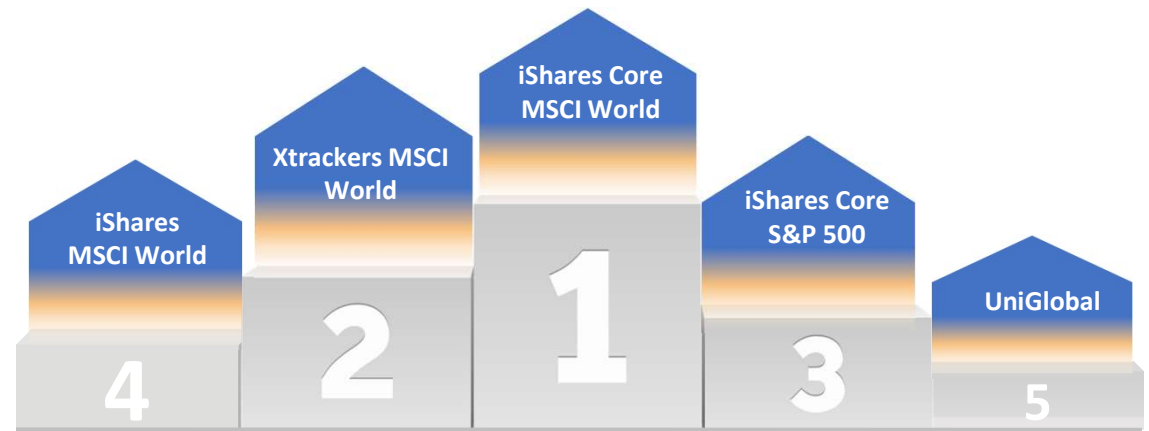 iShares
MSCI World
4
Xtrackers MSCI
World
2
iShares Core
MSCI World
1
iShares Core
S&P 500
3
UniGlobal
5